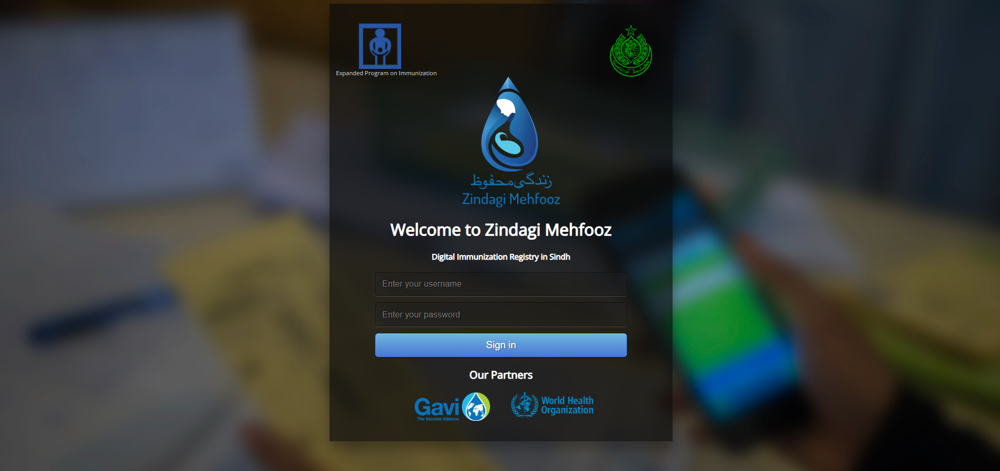 Expanded Program on Immunization
زندگی محفوظ
Zindagi Mehfooz
Welcome to Zindagi Mehfooz
Digital Immunization Registry in Sindh
Enter your username
Enter your password
Sign in
Our Partners
Gavi
The Vaccine Alliance
World Health
Organization